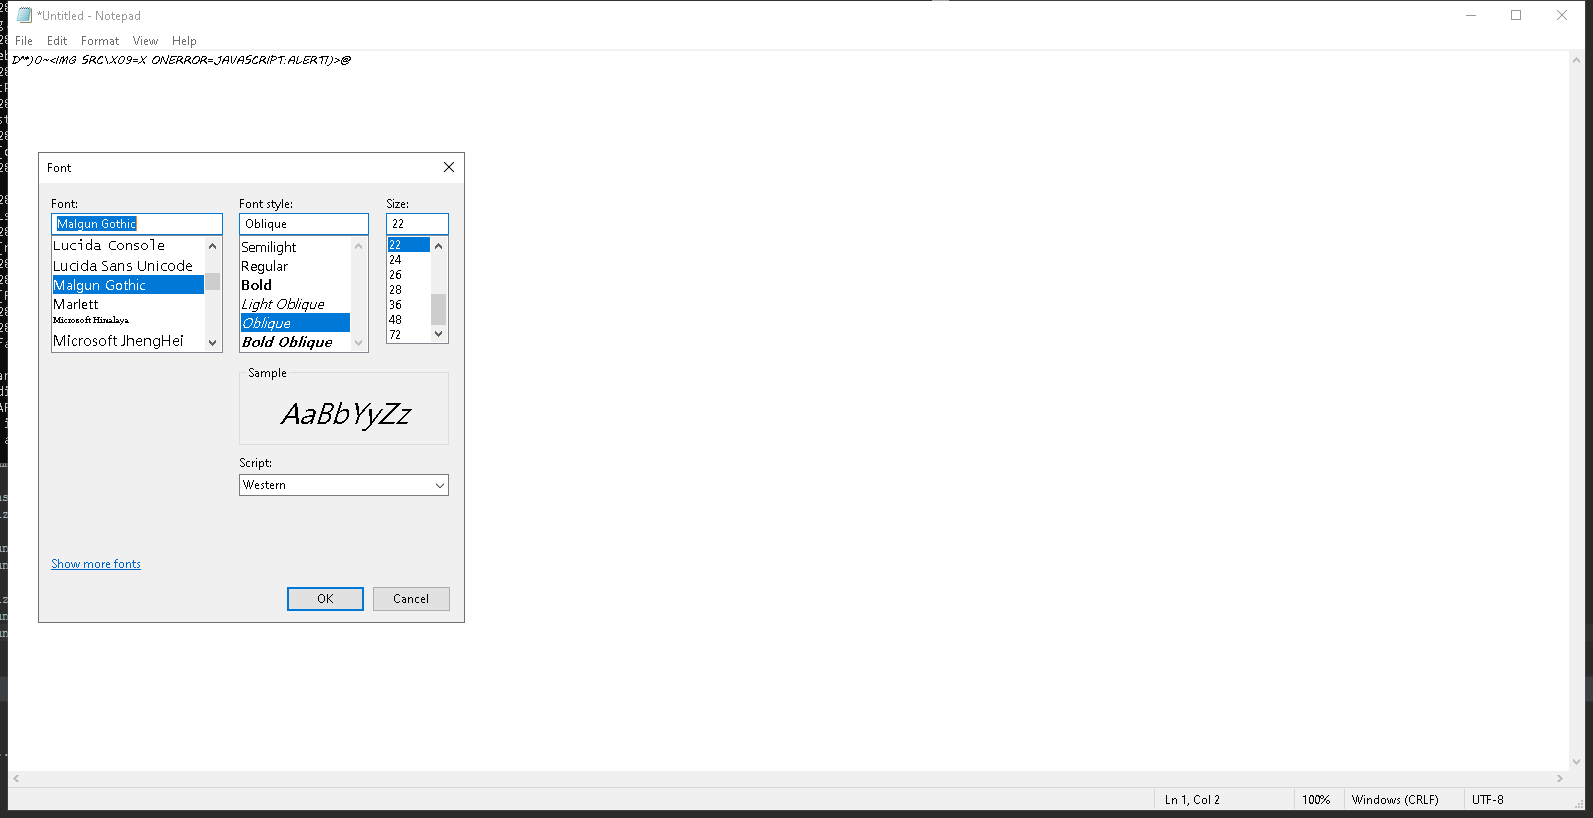 *Untitled - Notepad
File Edit Format View Help
D"*)O~<IMG SRC\X09=X ONERROR=JAVASCRIPT:ALERT1)>@
Font
Font: Font style: Size:
Malgun Gothic Oblique 22
Lucida Console Semilight 22
Lucida Sans Unicode Regular 24
Malgun Gothic Bold 26
Marlett Light Oblique 28
Microsoft Himalaya Oblique 36
Microsoft JhengHei Bold Oblique 48
72
Sample
AaBbYyZz
Script:
Western
Show more fonts
OK Cancel
Ln 1, Col 2 100% Windows (CRLF) UTF-8